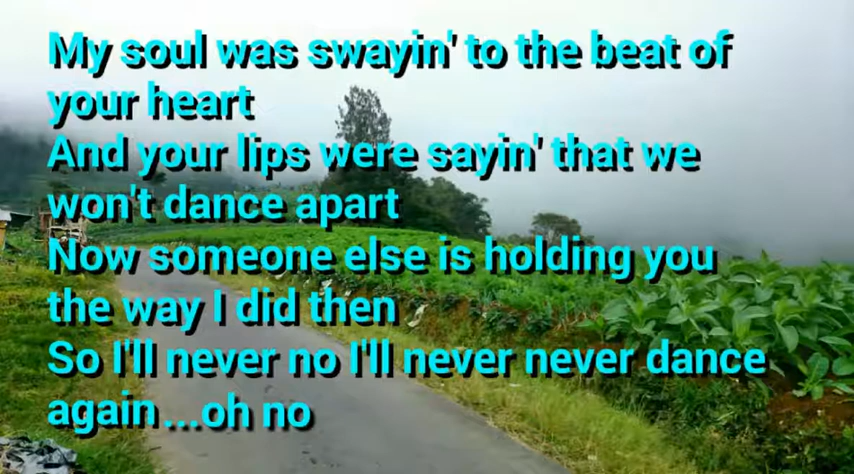 My soul was swayin' to the beat of
your heart
And your lips were sayin' that we
won't dance apart
Now someone else is holding you
the way I did then
So I'll never no I'll never never dance
again ...oh no